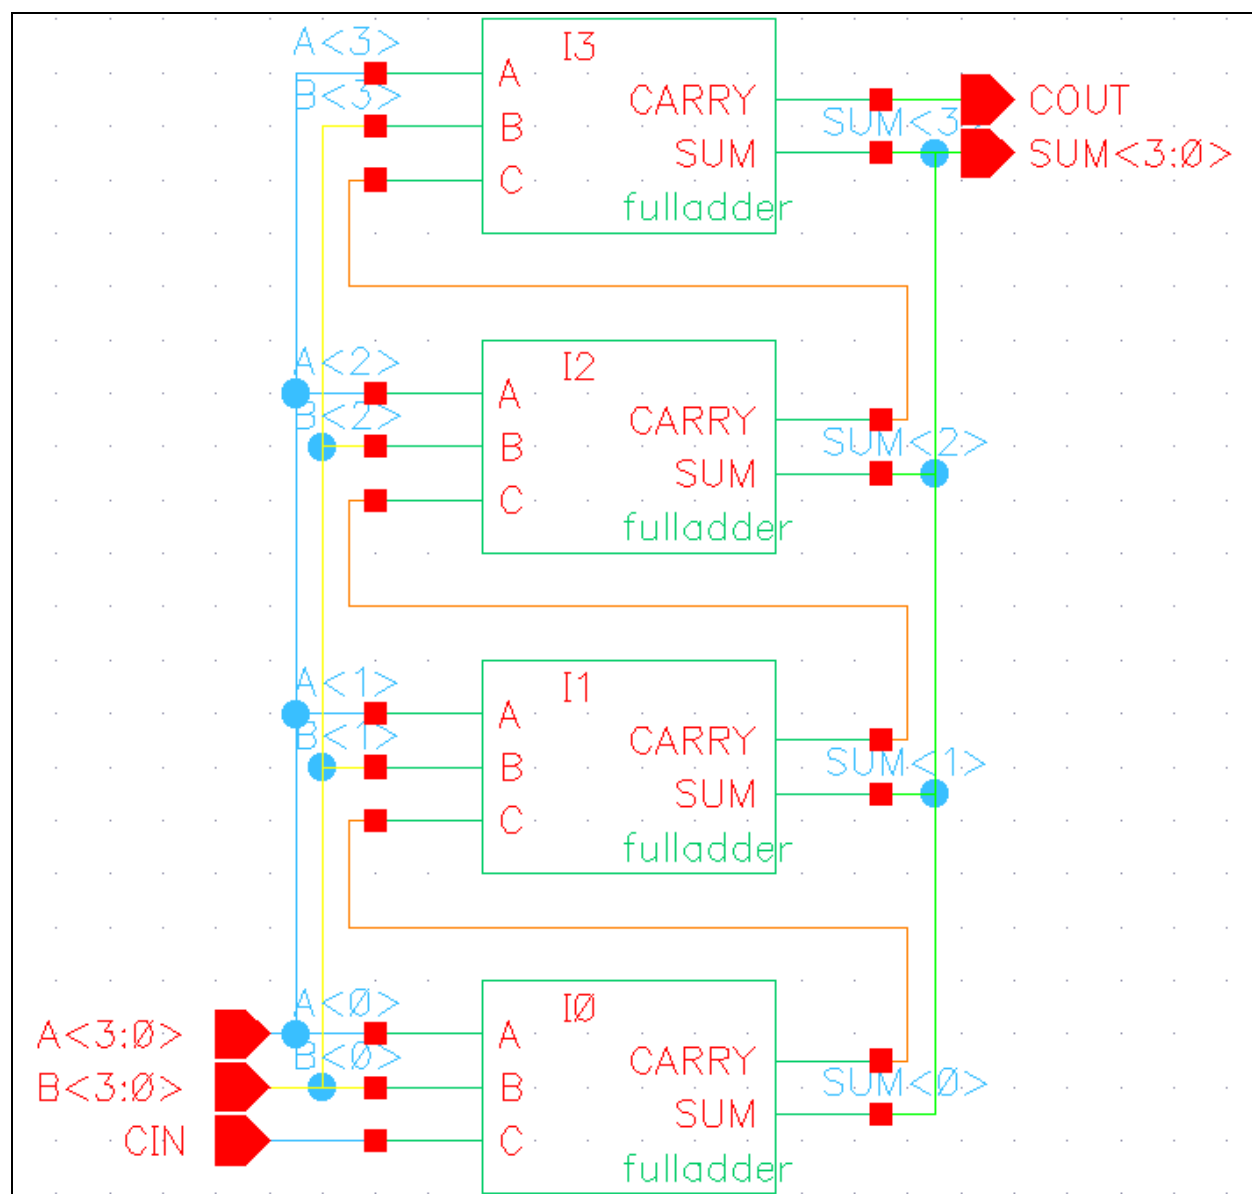 A<3>
I3
A
B<3>
CARRY
COUT
B
SUM<3>
SUM
SUM<3:0>
C
fulladder
A<2>
I2
A
B<2>
CARRY
B
SUM<2>
SUM
C
fulladder
A<1>
I1
A
B<1>
CARRY
B
SUM<1>
SUM
C
fulladder
A<0>
I0
A<3:0>
A
B<0>
CARRY
B<3:0>
B
SUM<0>
SUM
CIN
C
fulladder